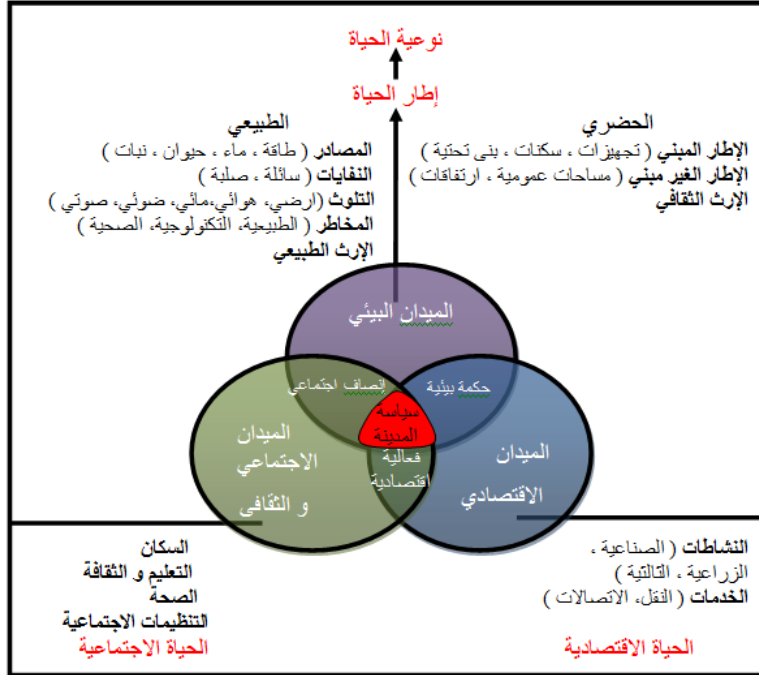 نوعية الحياة
إطار الحياة
الحضري
الإطار المبني ( تجهيزات ، سكنات ، بنى تحتية )
الإطار الغير مبني ( مساحات عمومية ، ارتفاقات )
الإرث الثقافي
الطبيعي
المصادر ( طاقة ، ماء ، حيوان ، نبات )
النفايات ( سائلة ، صلبة )
التلوث (ارضي، هوائي،مائي، ضوئي، صوتي )
المخاطر ( الطبيعية، التكنولوجية، الصحية )
الإرث الطبيعي
الميدان البيئي
حكمة بيئية
إنصاف اجتماعي
سياسة
المدينة
فعالية
اقتصادية
الميدان
الاقتصادي
الميدان
الاجتماعي
و الثقافى
النشاطات ( الصناعية ،
الزراعية ، الثالثية )
الخدمات ( النقل، الاتصالات )
الحياة الاقتصادية
السكان
التعليم و الثقافة
الصحة
التنظيمات الاجتماعية
الحياة الاجتماعية